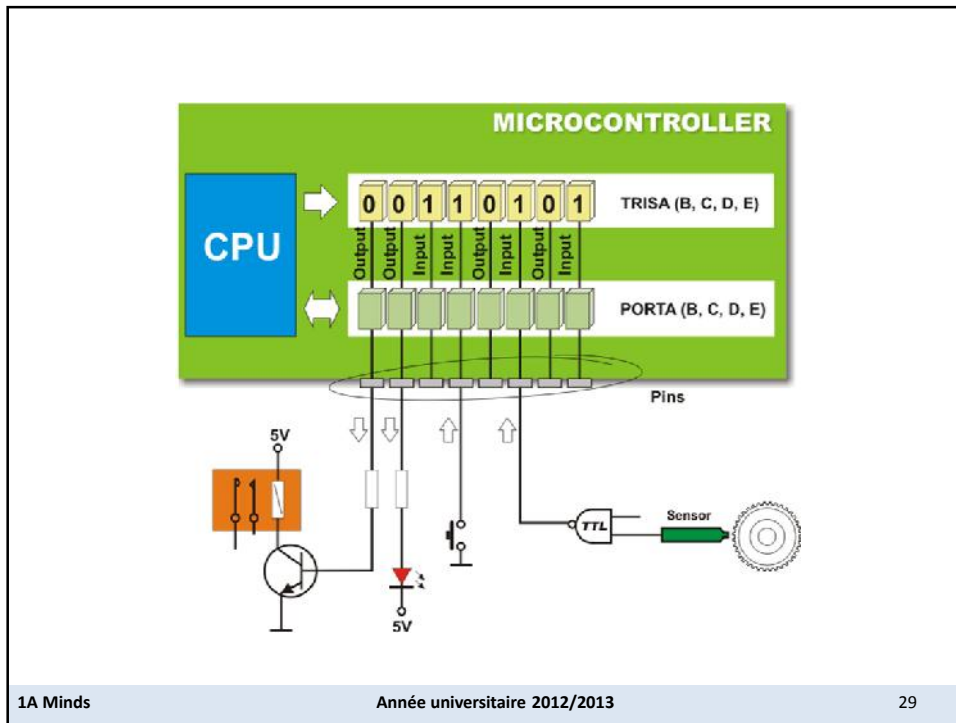 MICROCONTROLLER
CPU
0 0 1 1 0 1 0 1
TRISA (B, C, D, E)
Output Output Input Input Output Input Output Input
PORTA (B, C, D, E)
Pins
5V
Sensor
TTL
5V
1A Minds Année universitaire 2012/2013 29